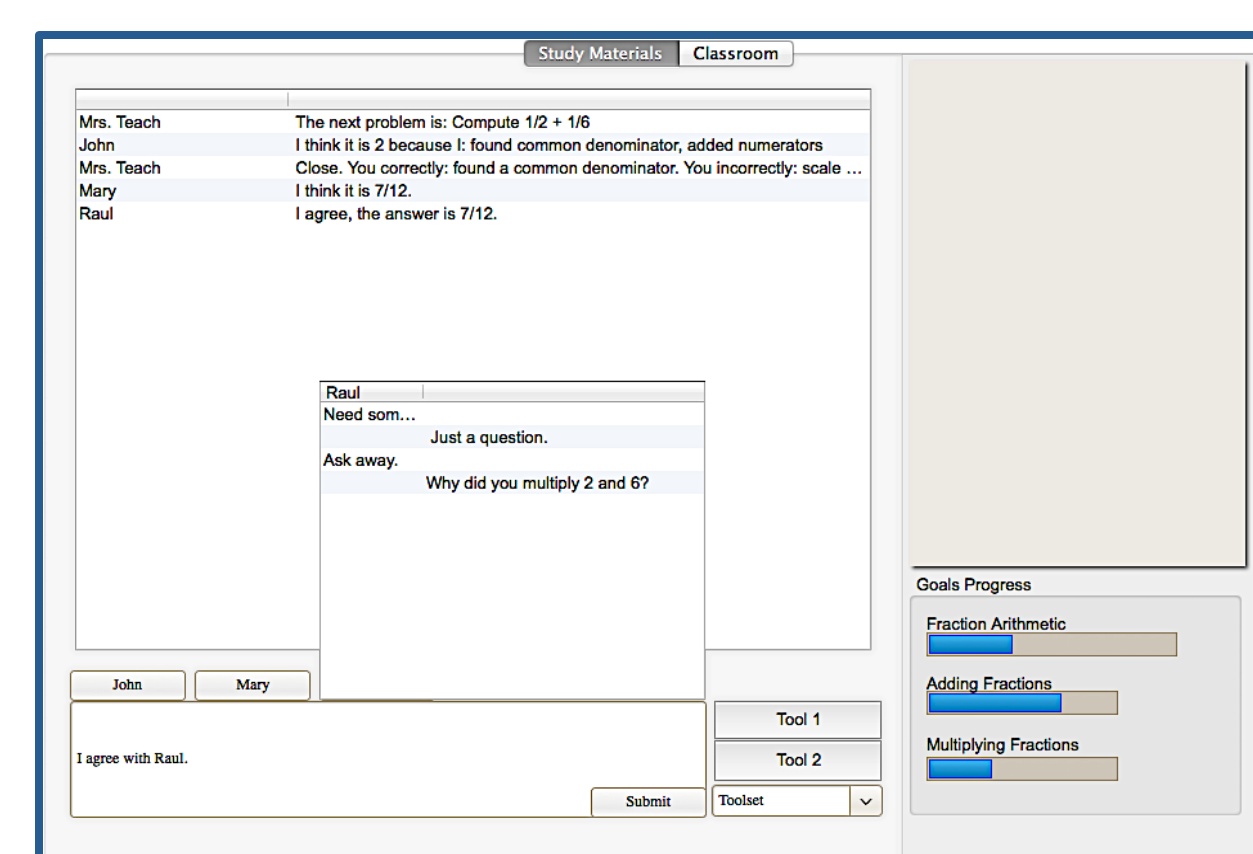 Study Materials Classroom
Mrs. Teach The next problem is: Compute 1/2 + 1/6
John I think it is 2 because I: found common denominator, added numerators
Mrs. Teach Close. You correctly: found a common denominator. You incorrectly: scale ...
Mary I think it is 7/12.
Raul I agree, the answer is 7/12.
Raul
Need som...
Just a question.
Ask away.
Why did you multiply 2 and 6?
John Mary
I agree with Raul.
Submit
Tool 1
Tool 2
Toolset
Goals Progress
Fraction Arithmetic
Adding Fractions
Multiplying Fractions